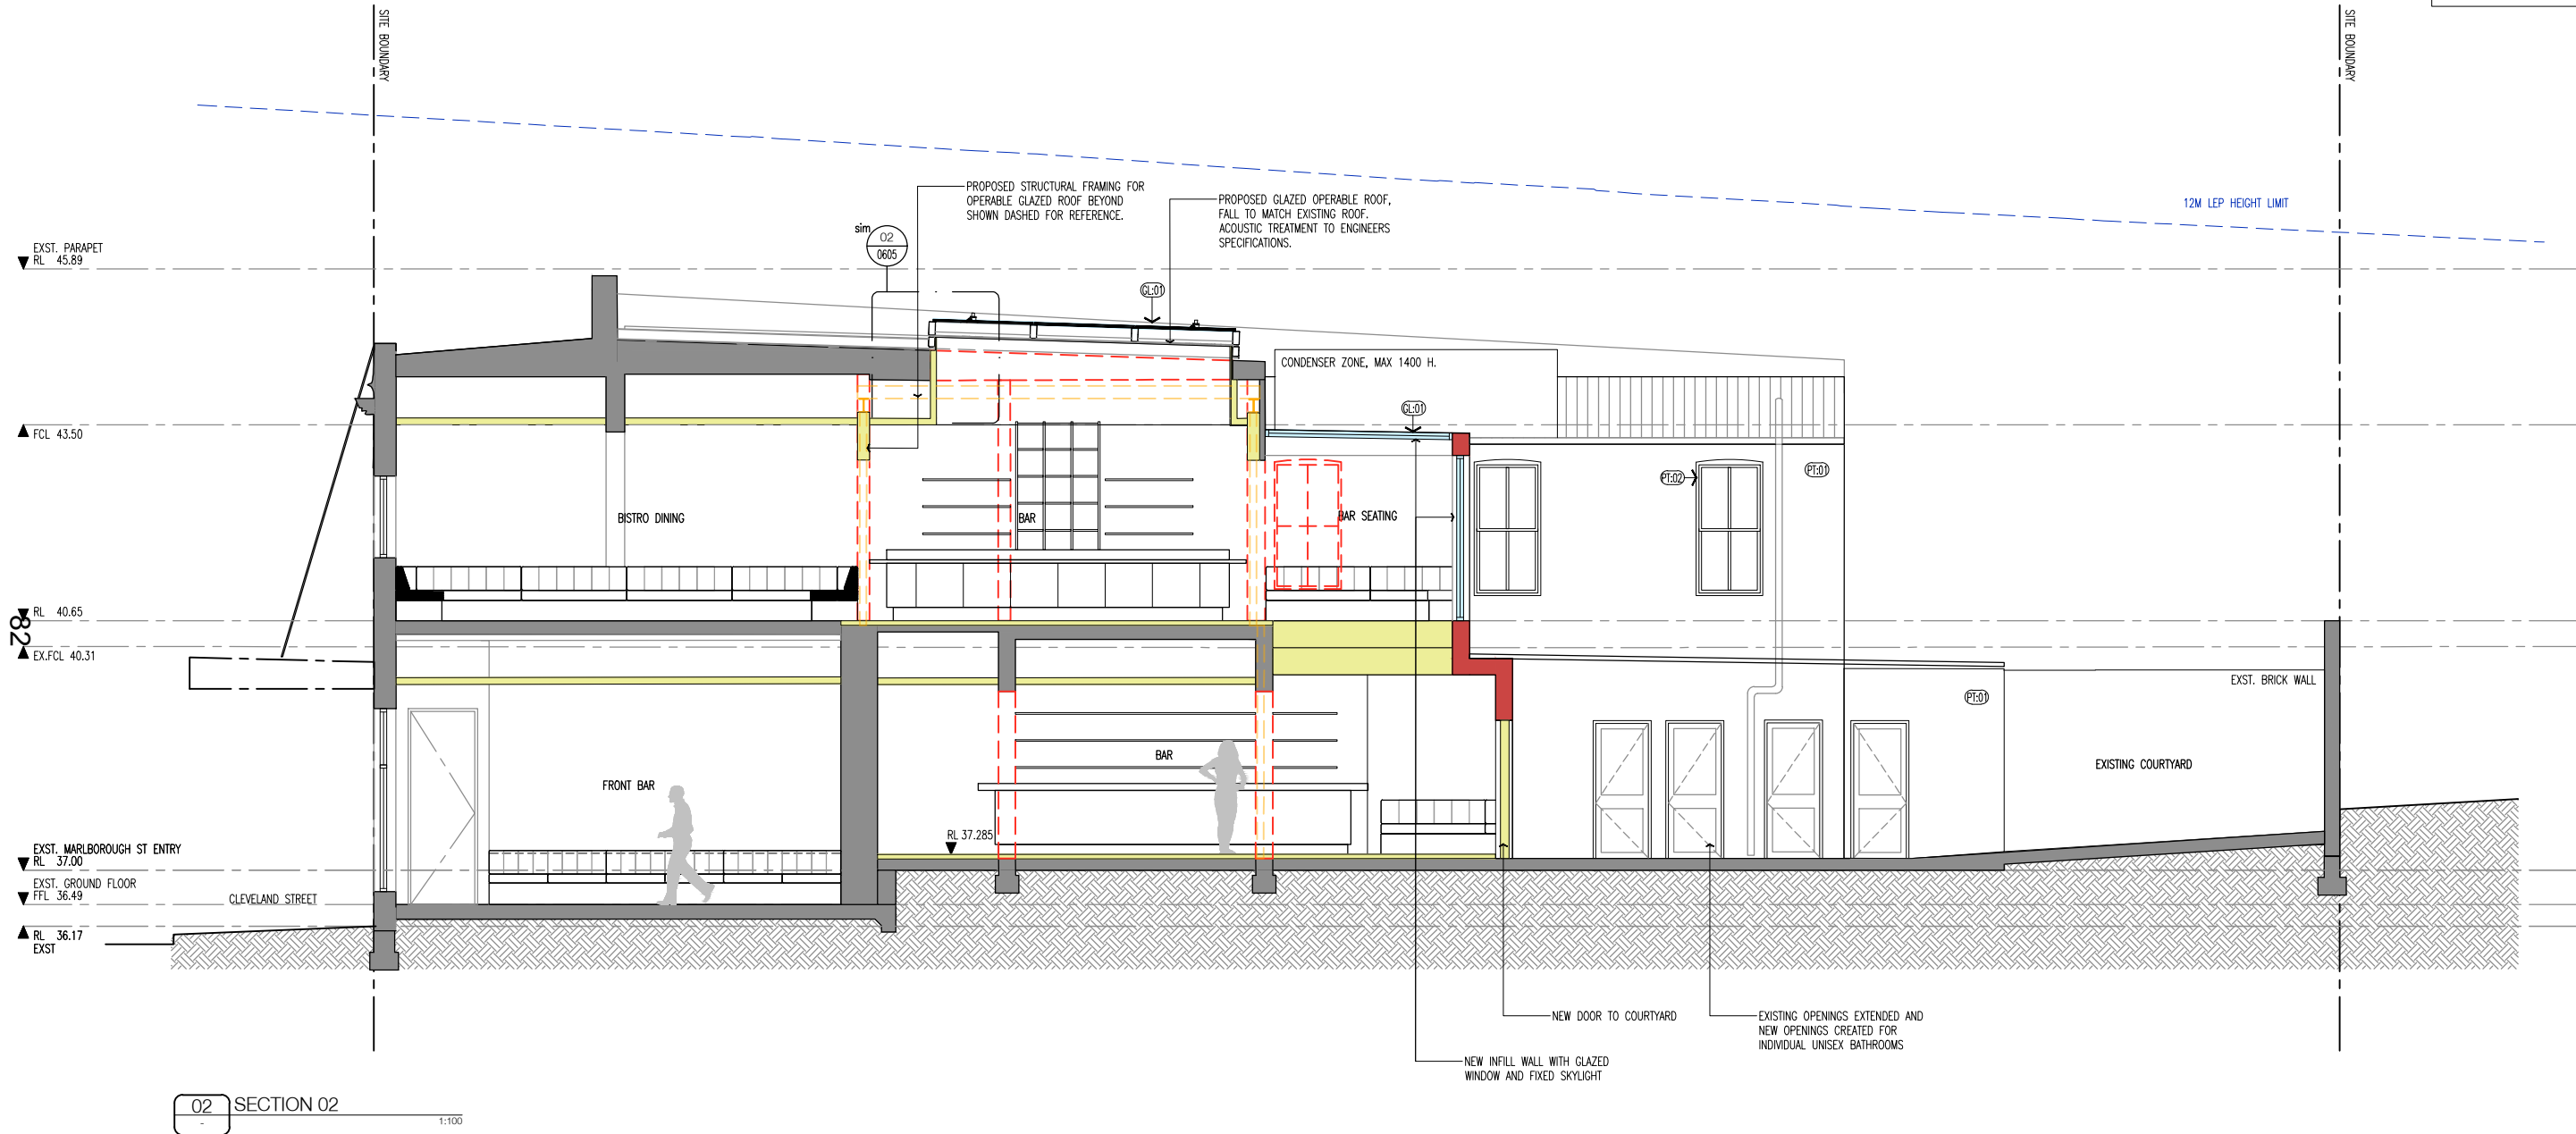 SITE BOUNDARY
SITE BOUNDARY
12M LEP HEIGHT LIMIT
PROPOSED STRUCTURAL FRAMING FOR
OPERABLE GLAZED ROOF BEYOND
SHOWN DASHED FOR REFERENCE.
PROPOSED GLAZED OPERABLE ROOF,
FALL TO MATCH EXISTING ROOF.
ACOUSTIC TREATMENT TO ENGINEERS
SPECIFICATIONS.
sim
02
0605
EXST. PARAPET
RL 45.89
GL:01
CONDENSER ZONE, MAX 1400 H.
GL:01
FCL 43.50
PT:02
PT:01
BISTRO DINING
BAR
BAR SEATING
RL 40.65
82
EX.FCL 40.31
EXST. BRICK WALL
PT:01
BAR
FRONT BAR
EXISTING COURTYARD
RL 37.285
EXST. MARLBOROUGH ST ENTRY
RL 37.00
EXST. GROUND FLOOR
FFL 36.49
CLEVELAND STREET
RL 36.17
EXST
NEW DOOR TO COURTYARD
EXISTING OPENINGS EXTENDED AND
NEW OPENINGS CREATED FOR
INDIVIDUAL UNISEX BATHROOMS
NEW INFILL WALL WITH GLAZED
WINDOW AND FIXED SKYLIGHT
02
-
SECTION 02
1:100